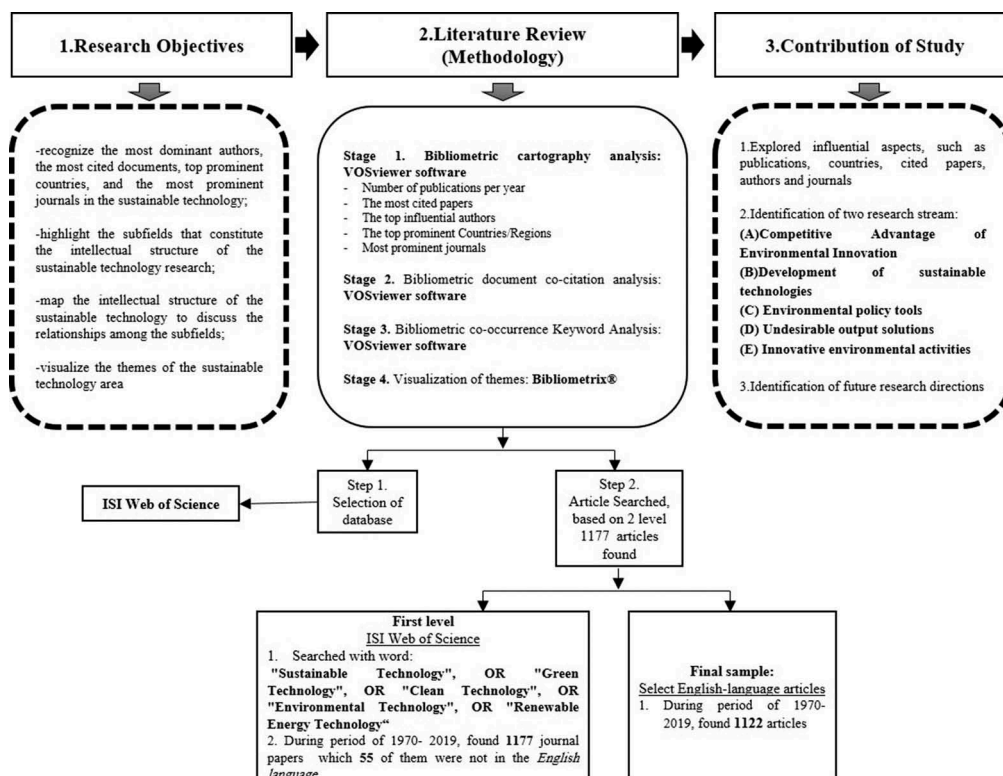 1.Research Objectives
2.Literature Review
(Methodology)
3.Contribution of Study
-recognize the most dominant authors,
the most cited documents, top prominent
countries, and the most prominent
journals in the sustainable technology;
-highlight the subfields that constitute
the intellectual structure of the
sustainable technology research;
-map the intellectual structure of the
sustainable technology to discuss the
relationships among the subfields;
-visualize the themes of the sustainable
technology area
Stage 1. Bibliometric cartography analysis:
VOSviewer software
- Number of publications per year
- The most cited papers
- The top influential authors
- The top prominent Countries/Regions
- Most prominent journals
Stage 2. Bibliometric document co-citation analysis:
VOSviewer software
Stage 3. Bibliometric co-occurrence Keyword Analysis:
VOSviewer software
Stage 4. Visualization of themes: Bibliometrix®
1.Explored influential aspects, such as
publications, countries, cited papers,
authors and journals
2.Identification of two research stream:
(A)Competitive Advantage of
Environmental Innovation
(B)Development of sustainable
technologies
(C) Environmental policy tools
(D) Undesirable output solutions
(E) Innovative environmental activities
3.Identification of future research directions
ISI Web of Science
Step 1.
Selection of
database
Step 2.
Article Searched,
based on 2 level
1177 articles
found
First level
ISI Web of Science
1. Searched with word:
"Sustainable Technology", OR "Green
Technology", OR "Clean Technology", OR
"Environmental Technology", OR "Renewable
Energy Technology“
2. During period of 1970- 2019, found 1177 journal
papers which 55 of them were not in the English
language
Final sample:
Select English-language articles
1. During period of 1970-
2019, found 1122 articles